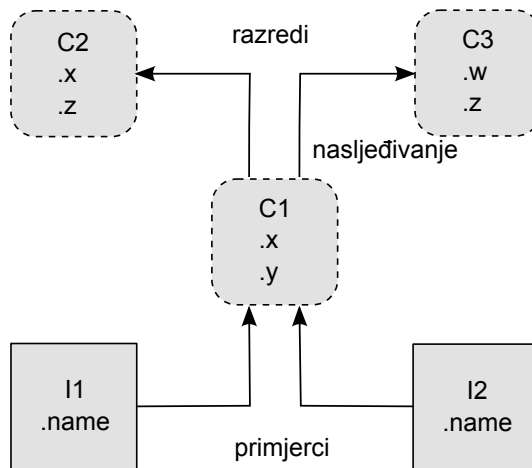 C2
.x
.z
razredi
C3
.w
.z
nasljeđivanje
C1
.x
.y
I1
.name
I2
.name
primjerci